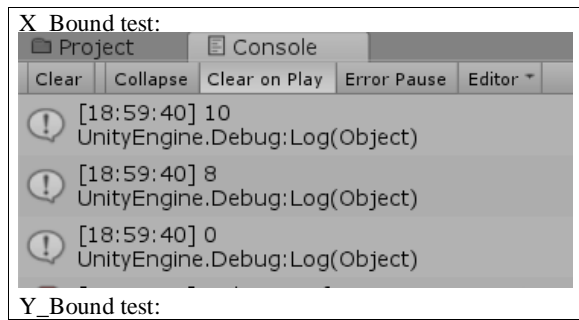 X_Bound test:
Project Console
Clear Collapse Clear on Play Error Pause Editor
[18:59:40] 10
UnityEngine.Debug:Log(Object)
[18:59:40] 8
UnityEngine.Debug:Log(Object)
[18:59:40] 0
UnityEngine.Debug:Log(Object)
Y_Bound test: